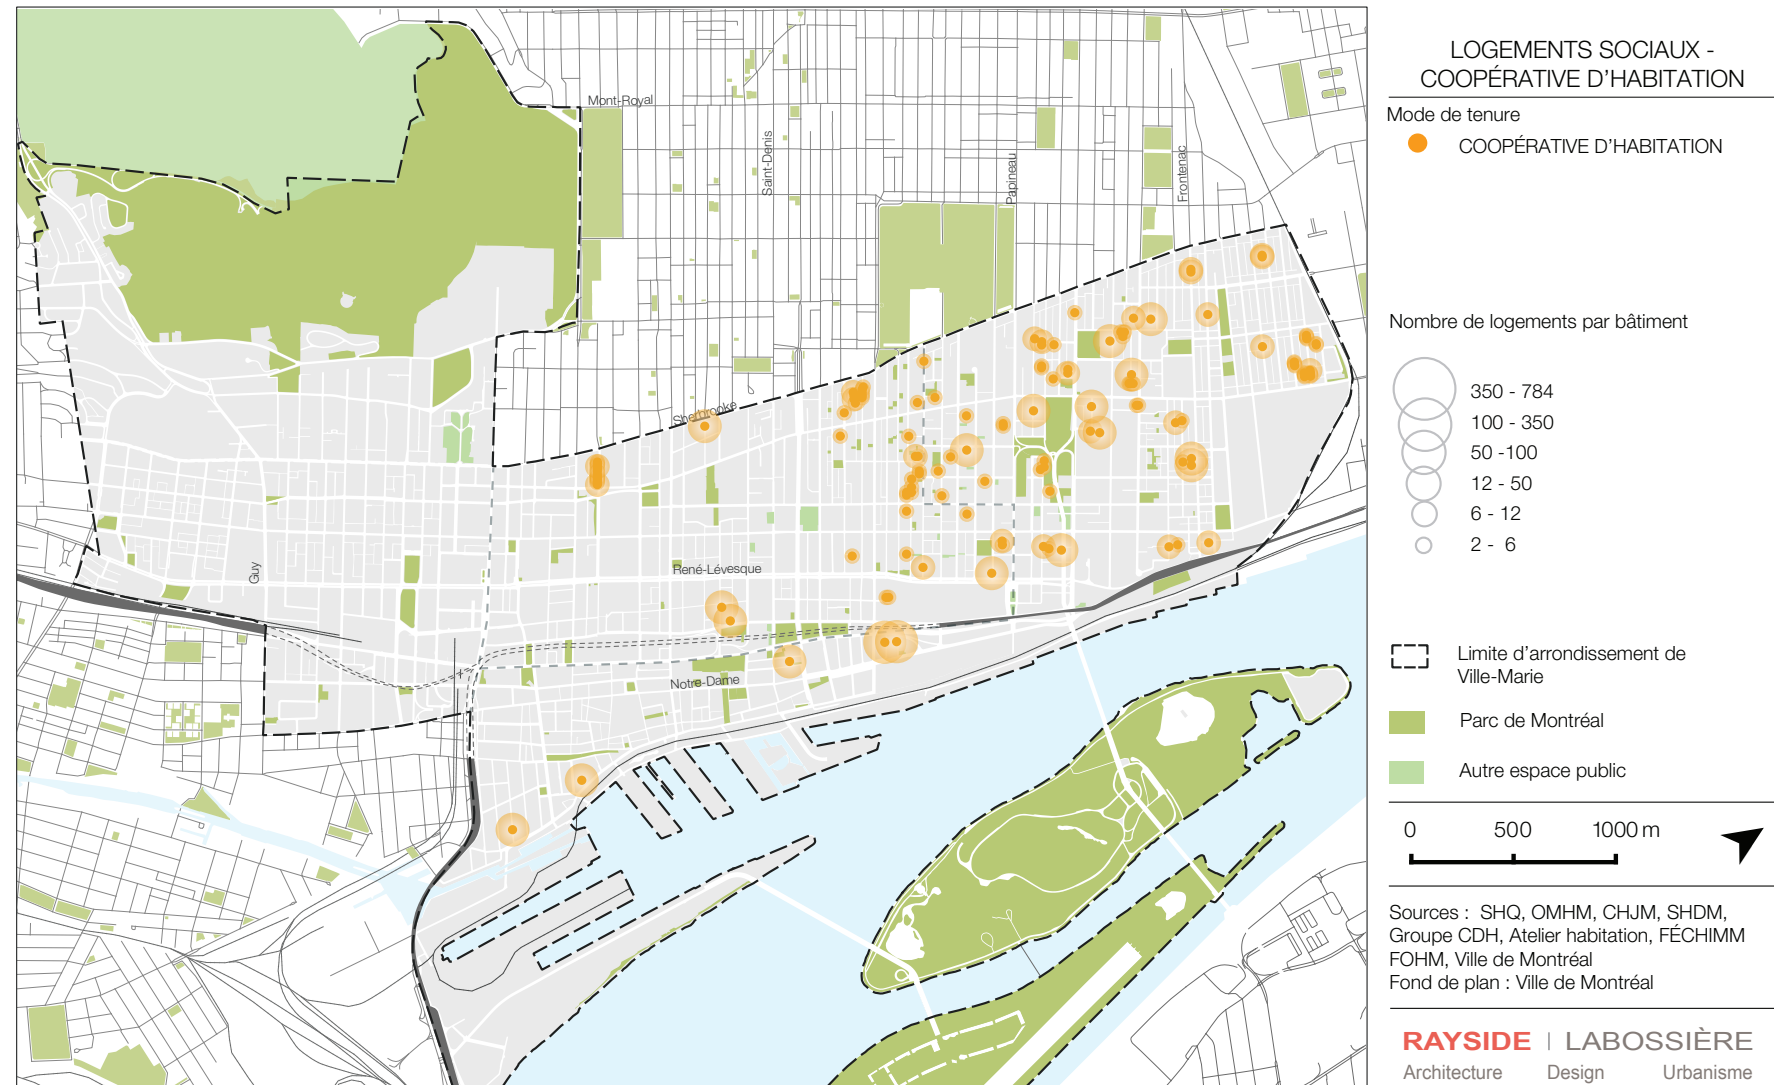 Mont-Royal
Saint-Denis
Papineau
Frontenac
Sherbrooke
Guy
René-Lévesque
Notre-Dame
LOGEMENTS SOCIAUX -
COOPÉRATIVE D'HABITATION
Mode de tenure
COOPÉRATIVE D'HABITATION
Nombre de logements par bâtiment
350 - 784
100 - 350
50 -100
12 - 50
6 - 12
2 - 6
Limite d'arrondissement de
Ville-Marie
Parc de Montréal
Autre espace public
0 500 1000 m
Sources : SHQ, OMHM, CHJM, SHDM,
Groupe CDH, Atelier habitation, FÉCHIMM
FOHM, Ville de Montréal
Fond de plan : Ville de Montréal
RAYSIDE | LABOSSIÈRE
Architecture Design Urbanisme